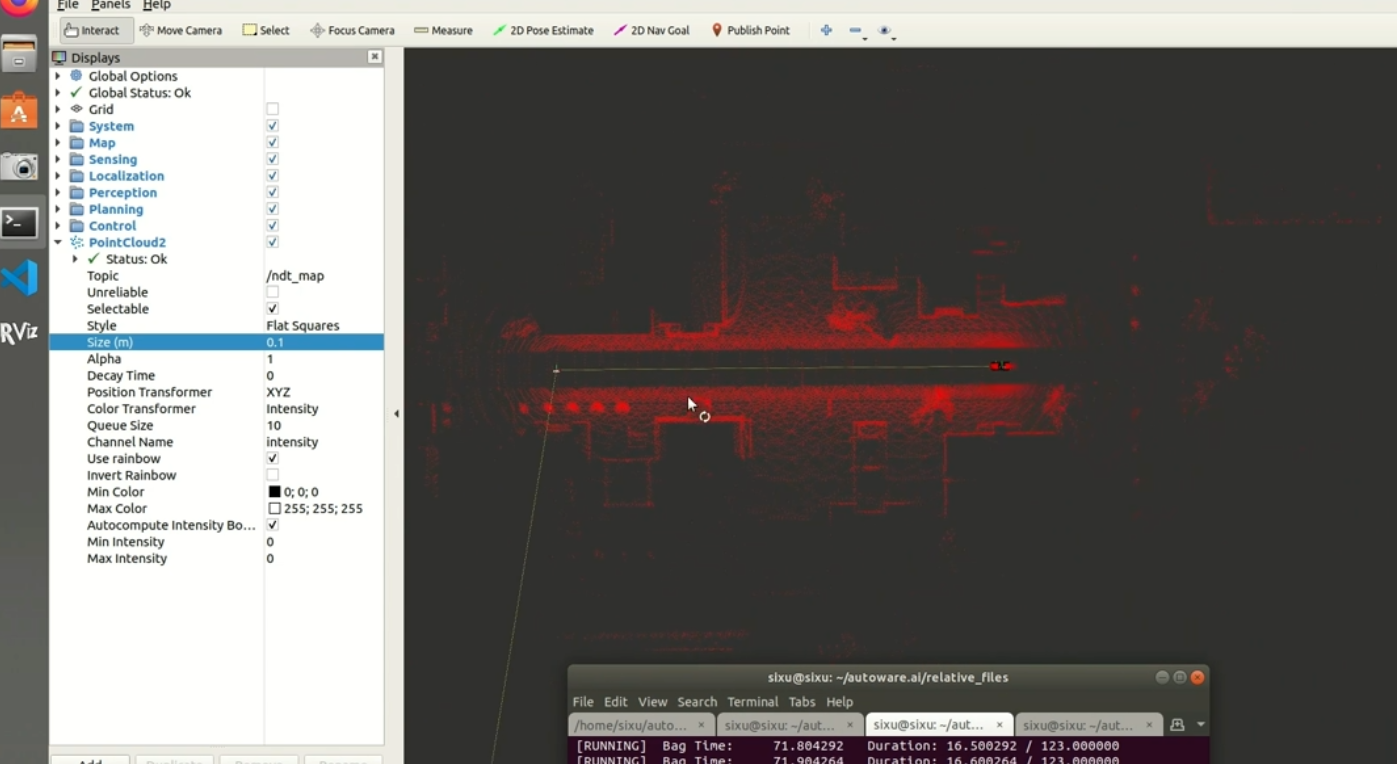 File Panels Help
Interact Move Camera Select Focus Camera Measure 2D Pose Estimate 2D Nav Goal Publish Point
Displays
Global Options
Global Status: Ok
Grid
System
Map
Sensing
Localization
Perception
Planning
Control
PointCloud2
Status: Ok
Topic /ndt_map
Unreliable
Selectable
Style Flat Squares
Size (m) 0.1
Alpha 1
Decay Time 0
Position Transformer XYZ
Color Transformer Intensity
Queue Size 10
Channel Name intensity
Use rainbow
Invert Rainbow
Min Color 0; 0; 0
Max Color 255; 255; 255
Autocompute Intensity Bo...
Min Intensity 0
Max Intensity 0
RViz
sixu@sixu: ~/autoware.ai/relative_files
File Edit View Search Terminal Tabs Help
/home/sixu/auto... sixu@sixu: ~/aut... sixu@sixu: ~/aut... sixu@sixu: ~/aut...
[RUNNING] Bag Time: 71.804292 Duration: 16.500292 / 123.000000
[RUNNING] Bag Time: 71.904264 Duration: 16.600264 / 123.000000
Add